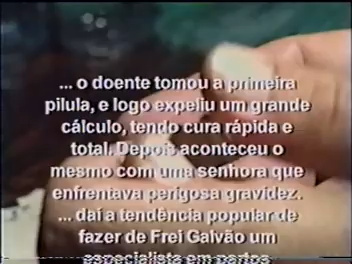 ... o doente tomou a primeira
pilula, e logo expeliu um grande
cálculo, tendo cura rápida e
total. Depois aconteceu o
mesmo com uma senhora que
enfrentava perigosa gravidez.
... daí a tendência popular de
fazer de Frei Galvão um
especialista em partos